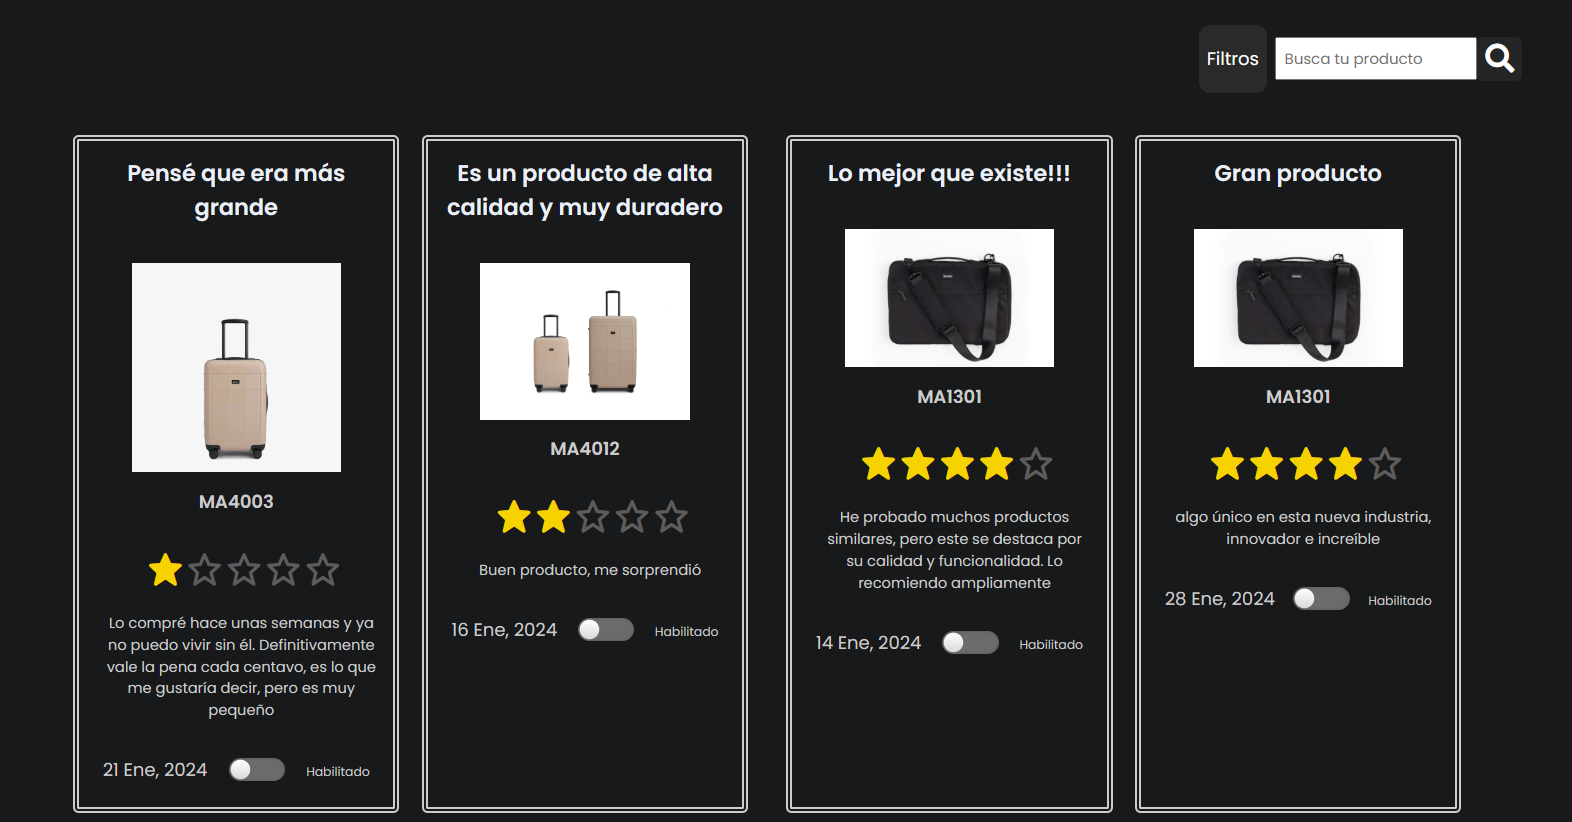 Filtros
Busca tu producto
Pensé que era más
grande
MA4003
Lo compré hace unas semanas y ya
no puedo vivir sin él. Definitivamente
vale la pena cada centavo, es lo que
me gustaría decir, pero es muy
pequeño
21 Ene, 2024
Habilitado
Es un producto de alta
calidad y muy duradero
MA4012
Buen producto, me sorprendió
16 Ene, 2024
Habilitado
Lo mejor que existe!!!
MA1301
He probado muchos productos
similares, pero este se destaca por
su calidad y funcionalidad. Lo
recomiendo ampliamente
14 Ene, 2024
Habilitado
Gran producto
MA1301
algo único en esta nueva industria,
innovador e increíble
28 Ene, 2024
Habilitado